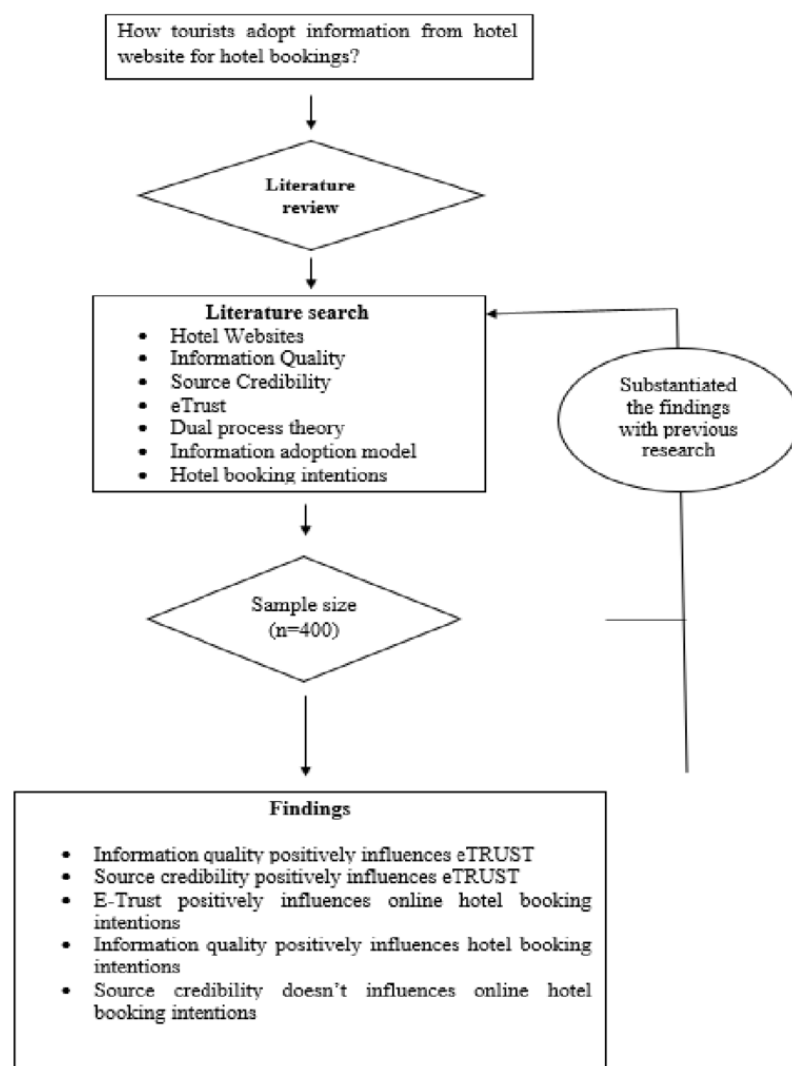 How tourists adopt information from hotel
website for hotel bookings?
Literature
review
Literature search
• Hotel Websites
• Information Quality
• Source Credibility
• eTrust
• Dual process theory
• Information adoption model
• Hotel booking intentions
Substantiated
the findings
with previous
research
Sample size
(n=400)
Findings
• Information quality positively influences eTRUST
• Source credibility positively influences eTRUST
• E-Trust positively influences online hotel booking
intentions
• Information quality positively influences hotel booking
intentions
• Source credibility doesn’t influences online hotel
booking intentions